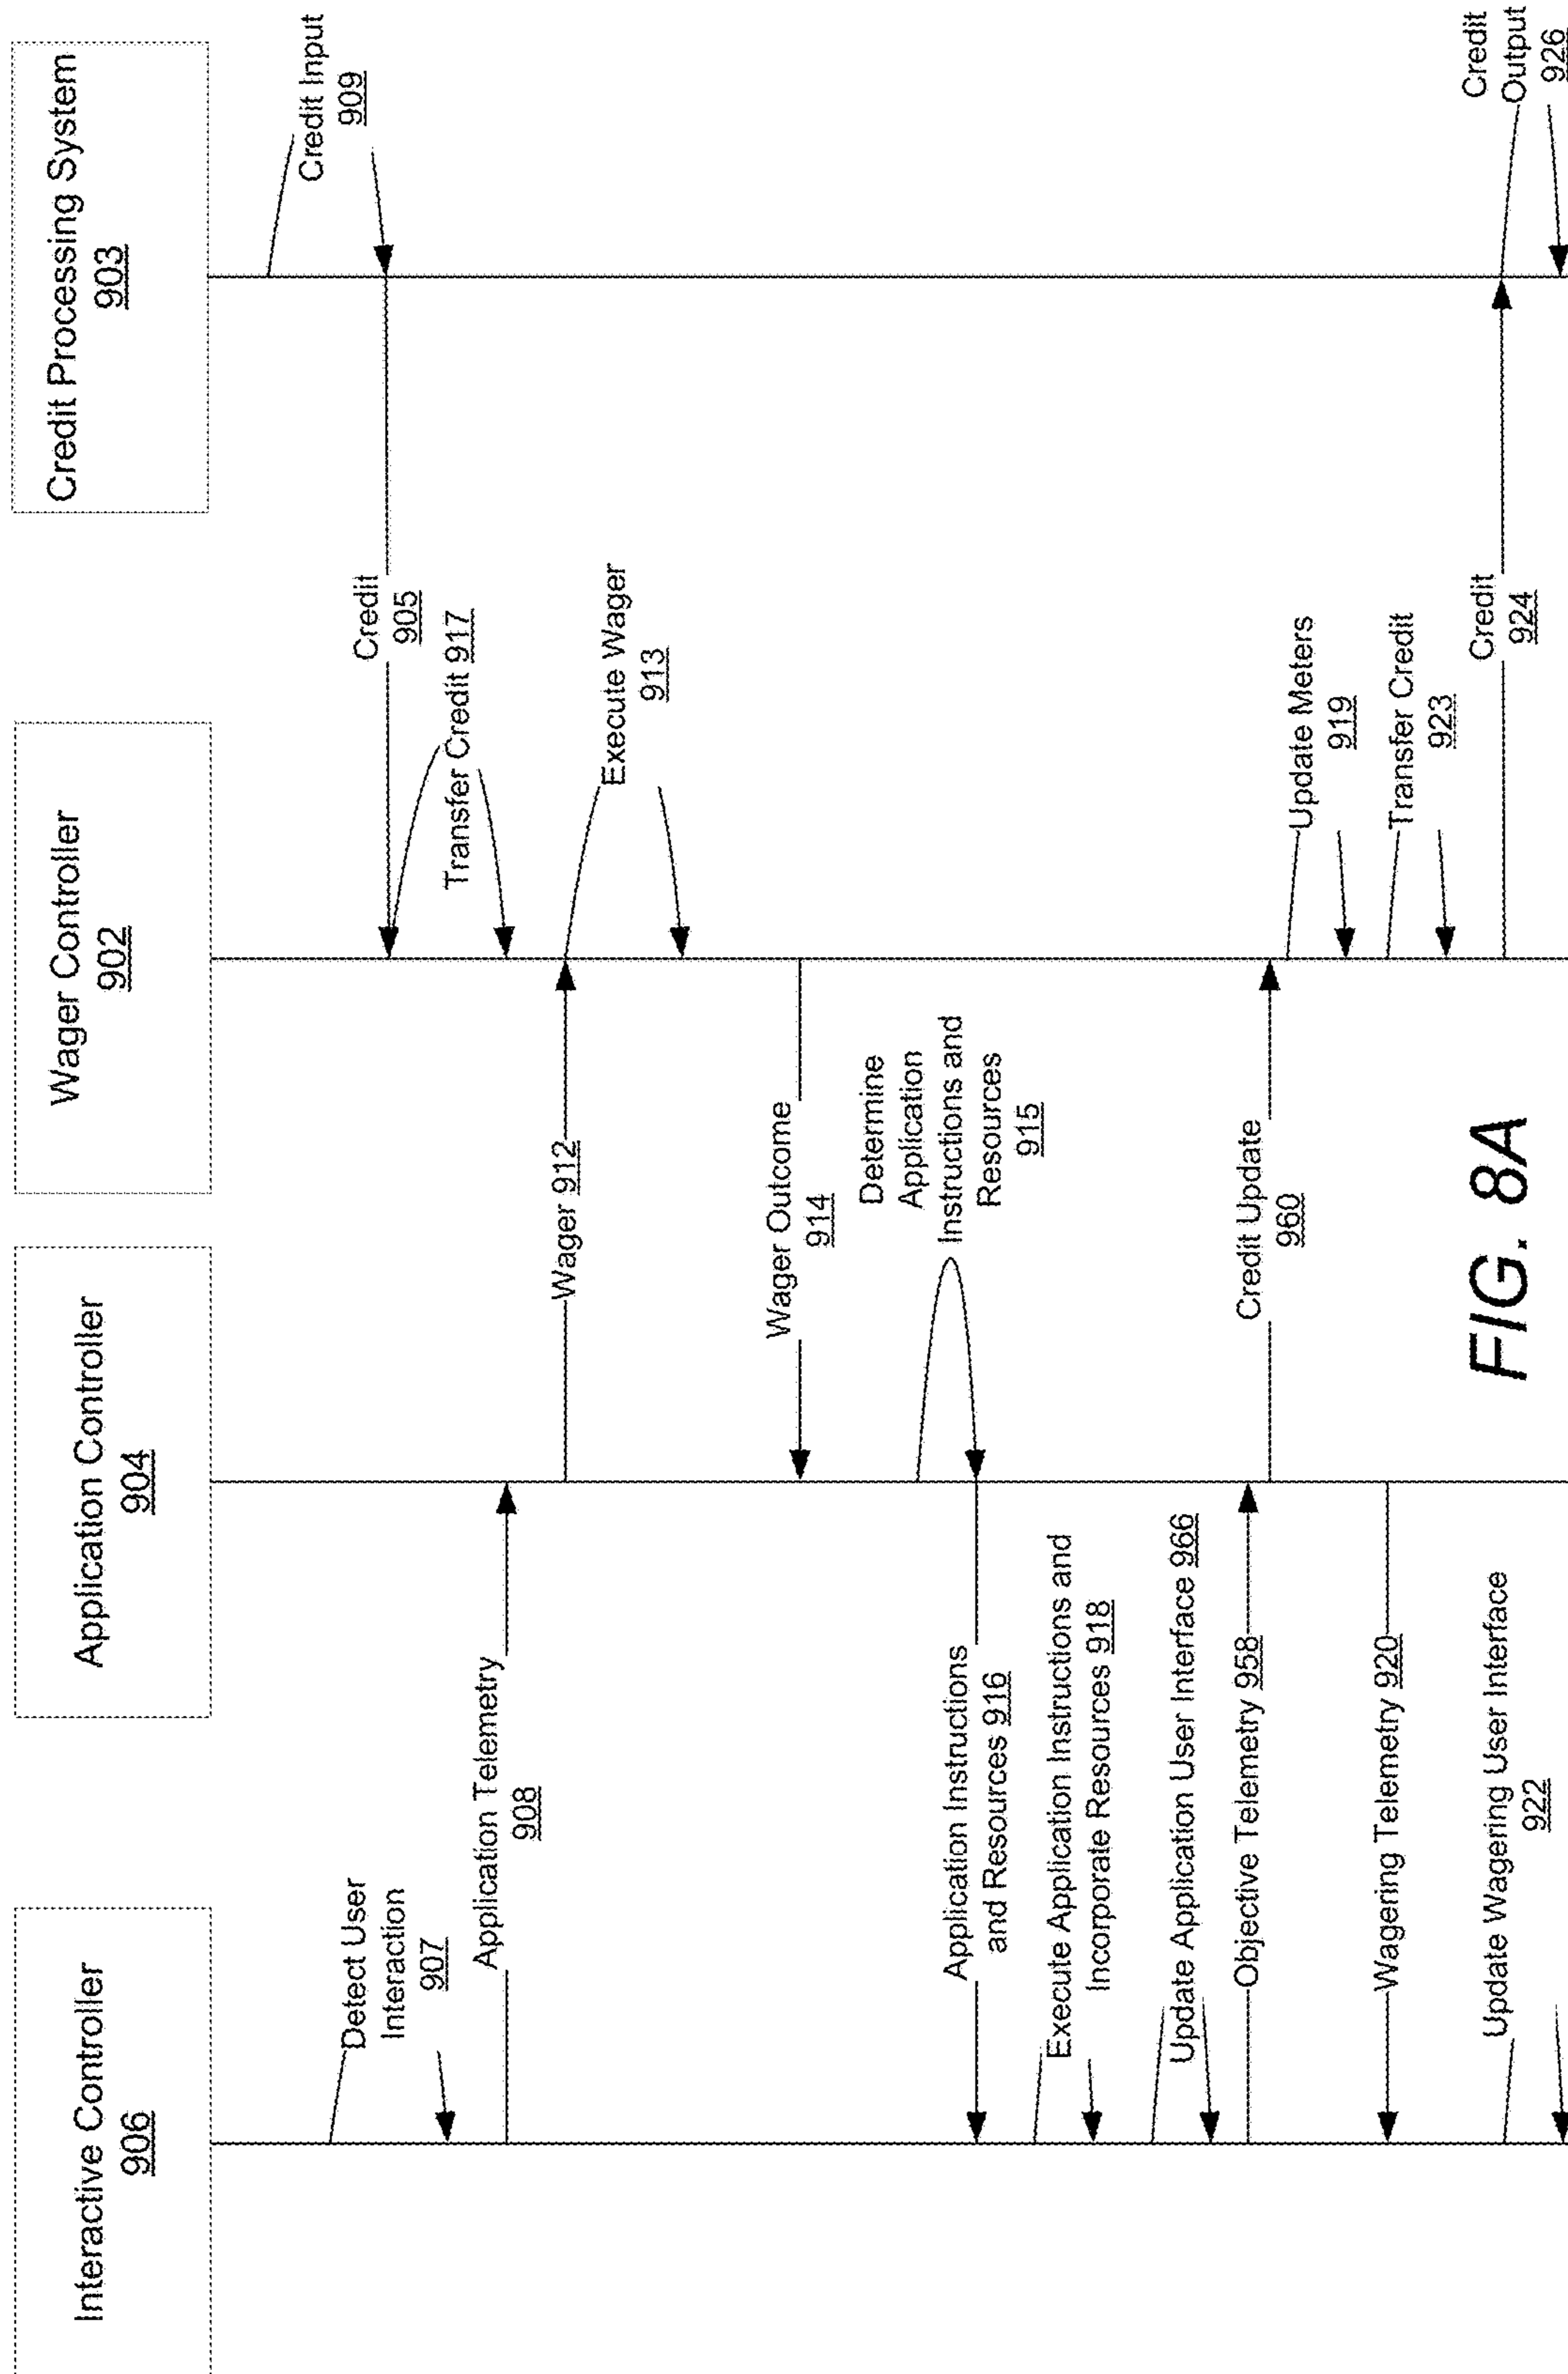 Interactive Controller
906
Application Controller
904
Wager Controller
902
Credit Processing System
903
Credit Input
909
Detect User
Interaction
907
Credit
905
Transfer Credit 917
Application Telemetry
908
Wager 912
Execute Wager
913
Wager Outcome
914
Determine
Application
Instructions and
Resources
915
Application Instructions
and Resources 916
Execute Application Instructions and
Incorporate Resources 918
Update Application User Interface 966
Objective Telemetry 958
Credit Update
960
Update Meters
919
Wagering Telemetry 920
Transfer Credit
923
Update Wagering User Interface
922
Credit
924
Credit
Output
926
FIG. 8A